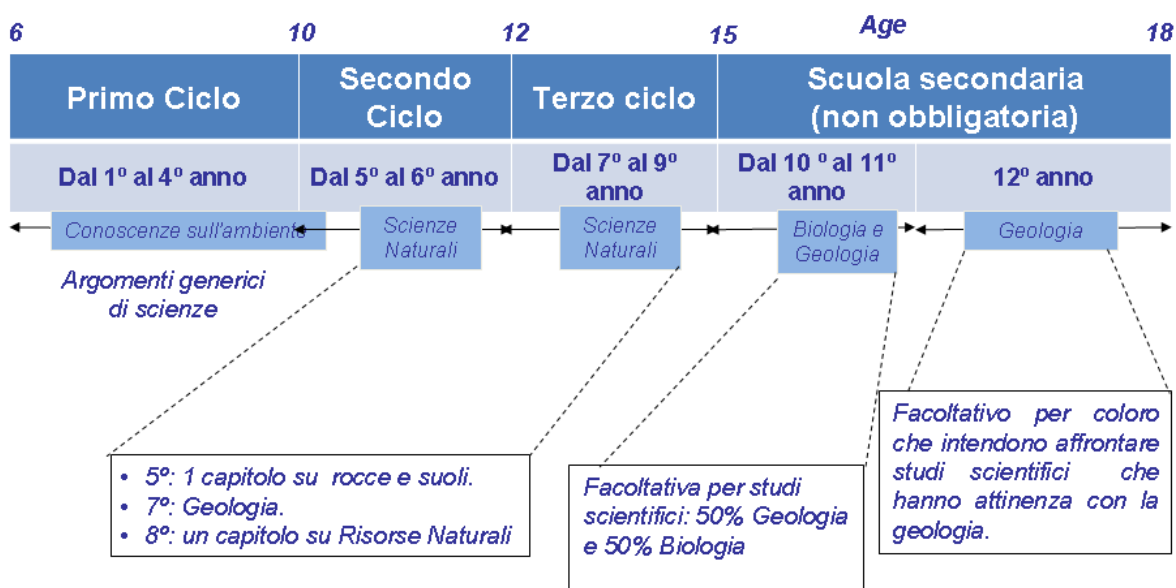 6 10 12 15 Age 18
Primo Ciclo
Secondo
Ciclo
Terzo ciclo
Scuola secondaria
(non obbligatoria)
Dal 1º al 4º anno
Dal 5º al 6º anno
Dal 7º al 9º
anno
Dal 10 º al 11º
anno
12º anno
Conoscenze sull'ambiente
Scienze
Naturali
Scienze
Naturali
Biologia e
Geologia
Geologia
Argomenti generici
di scienze
• 5º: 1 capitolo su rocce e suoli.
• 7º: Geologia.
• 8º: un capitolo su Risorse Naturali
Facoltativa per studi
scientifici: 50% Geologia
e 50% Biologia
Facoltativo per coloro
che intendono affrontare
studi scientifici che
hanno attinenza con la
geologia.